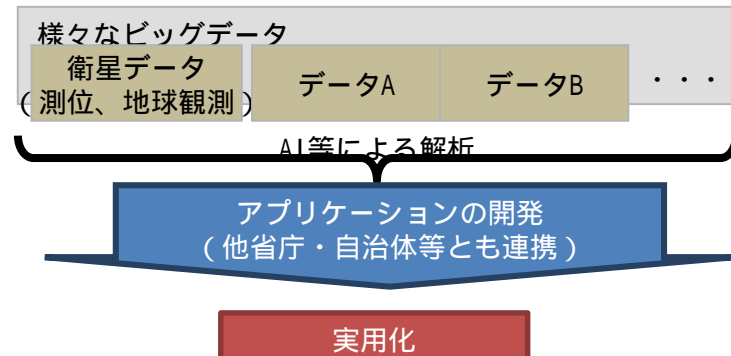 様々なビッグデータ
衛星データ
(測位、地球観測)
データA
データB
・・・
AI等による解析
アプリケーションの開発
(他省庁・自治体等とも連携)
実用化